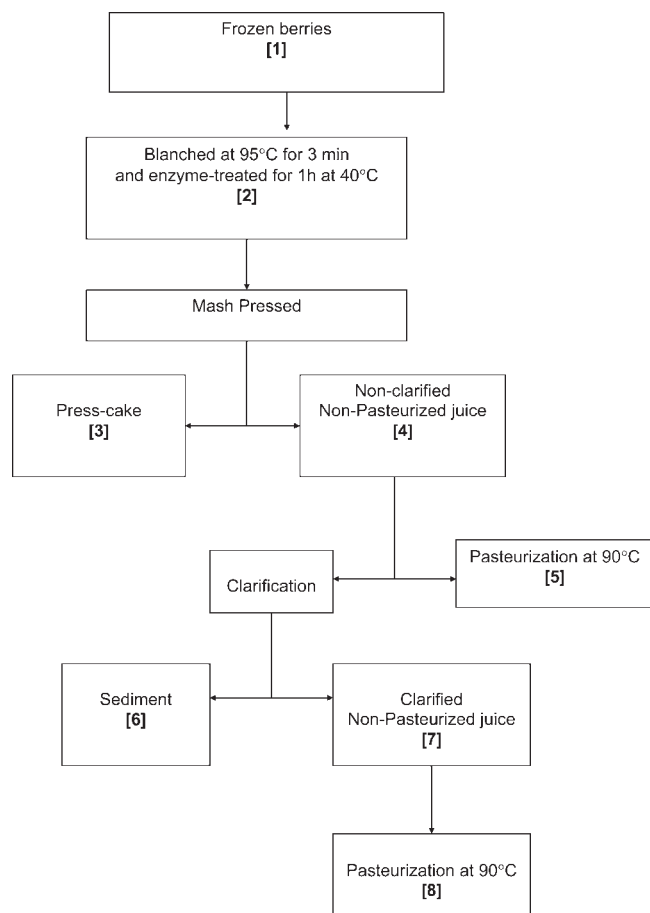 Frozen berries
[1]
Blanched at 95°C for 3 min
and enzyme-treated for 1h at 40°C
[2]
Mash Pressed
Press-cake
[3]
Non-clarified
Non-Pasteurized juice
[4]
Pasteurization at 90°C
[5]
Clarification
Sediment
[6]
Clarified
Non-Pasteurized juice
[7]
Pasteurization at 90°C
[8]